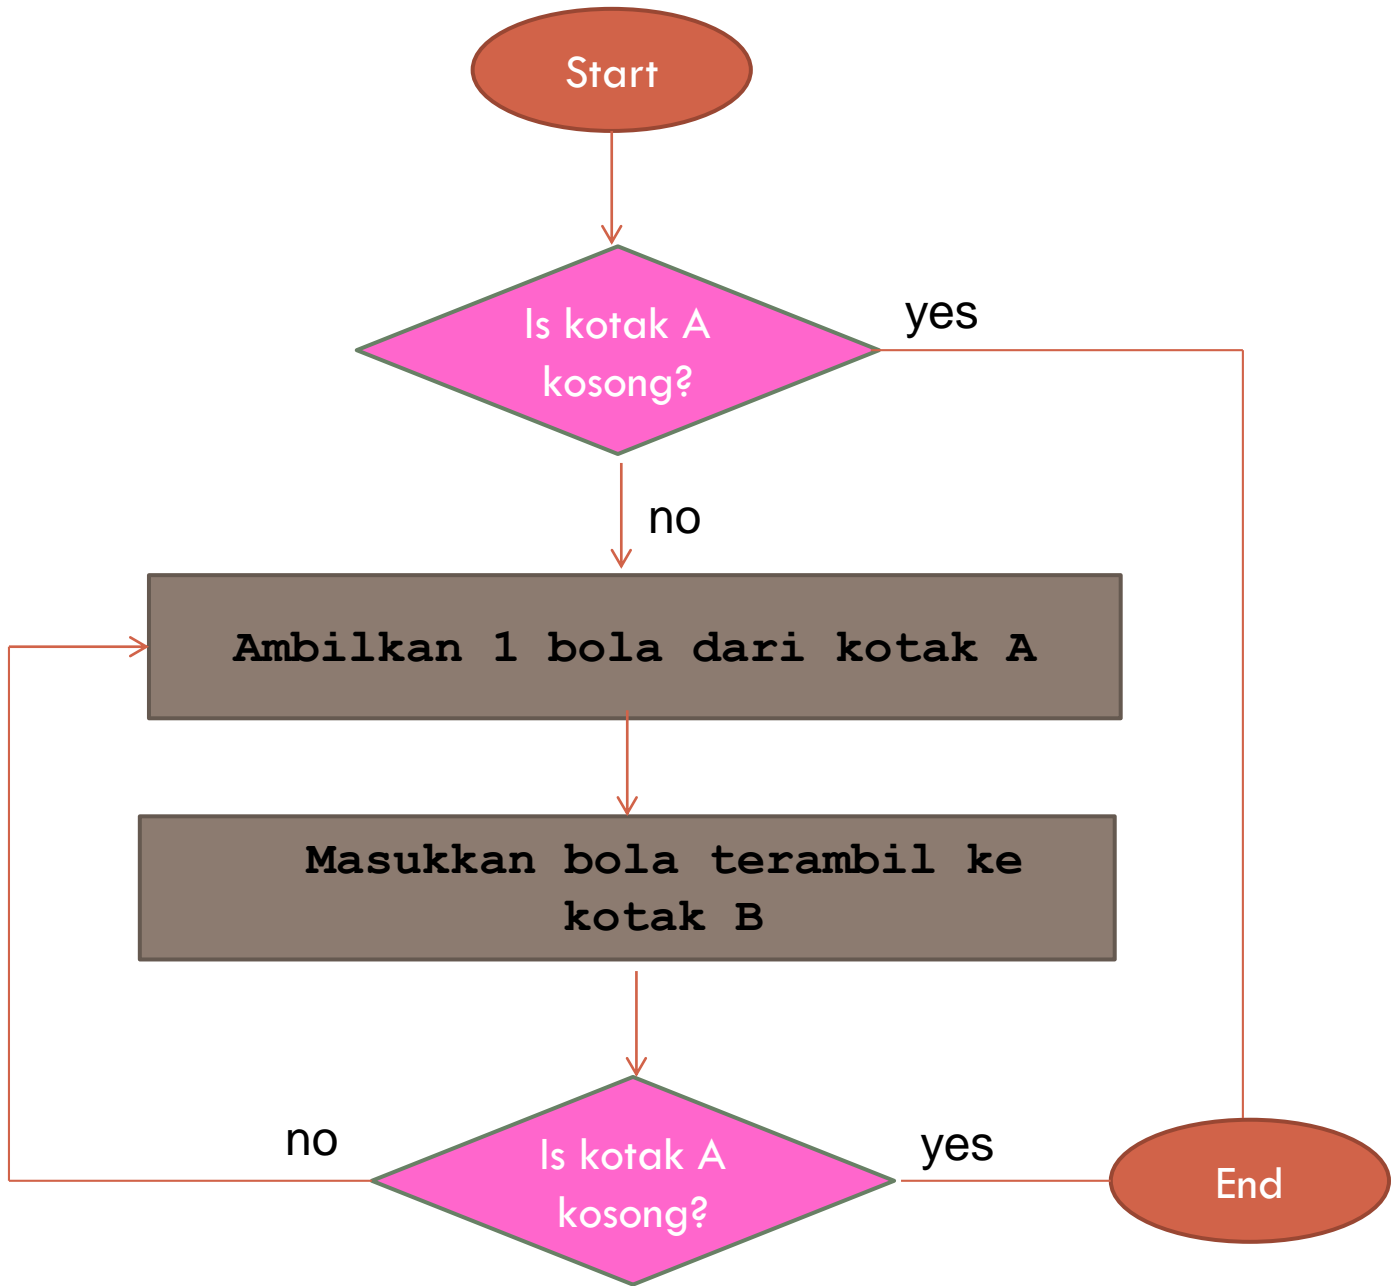 Start
Is kotak A
kosong?
yes
no
Ambilkan 1 bola dari kotak A
Masukkan bola terambil ke
kotak B
no
Is kotak A
kosong?
yes
End